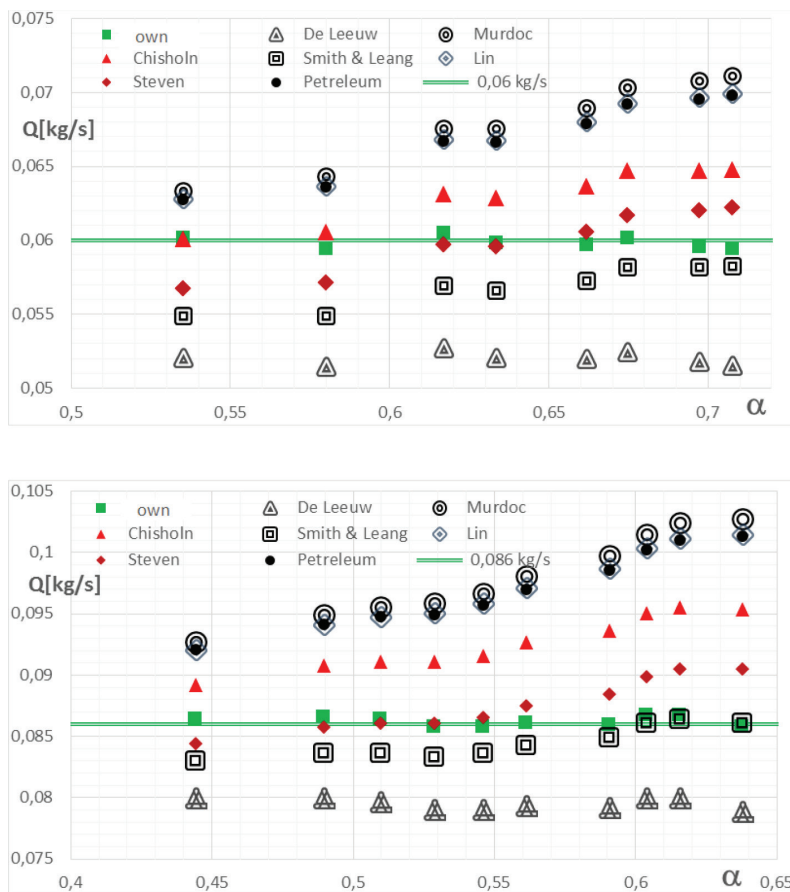 0,075
own De Leeuw Murdoc
Chisholn Smith & Leang Lin
Steven Petreleum 0,06 kg/s
0,07
Q[kg/s]
0,065
0,06
0,055
0,05
0,5 0,55 0,6 0,65 0,7 α
0,105
own De Leeuw Murdoc
Chisholn Smith & Leang Lin
0,1
Steven Petreleum 0,086 kg/s
Q[kg/s]
0,095
0,09
0,085
0,08
0,075
0,4 0,45 0,5 0,55 0,6 α 0,65